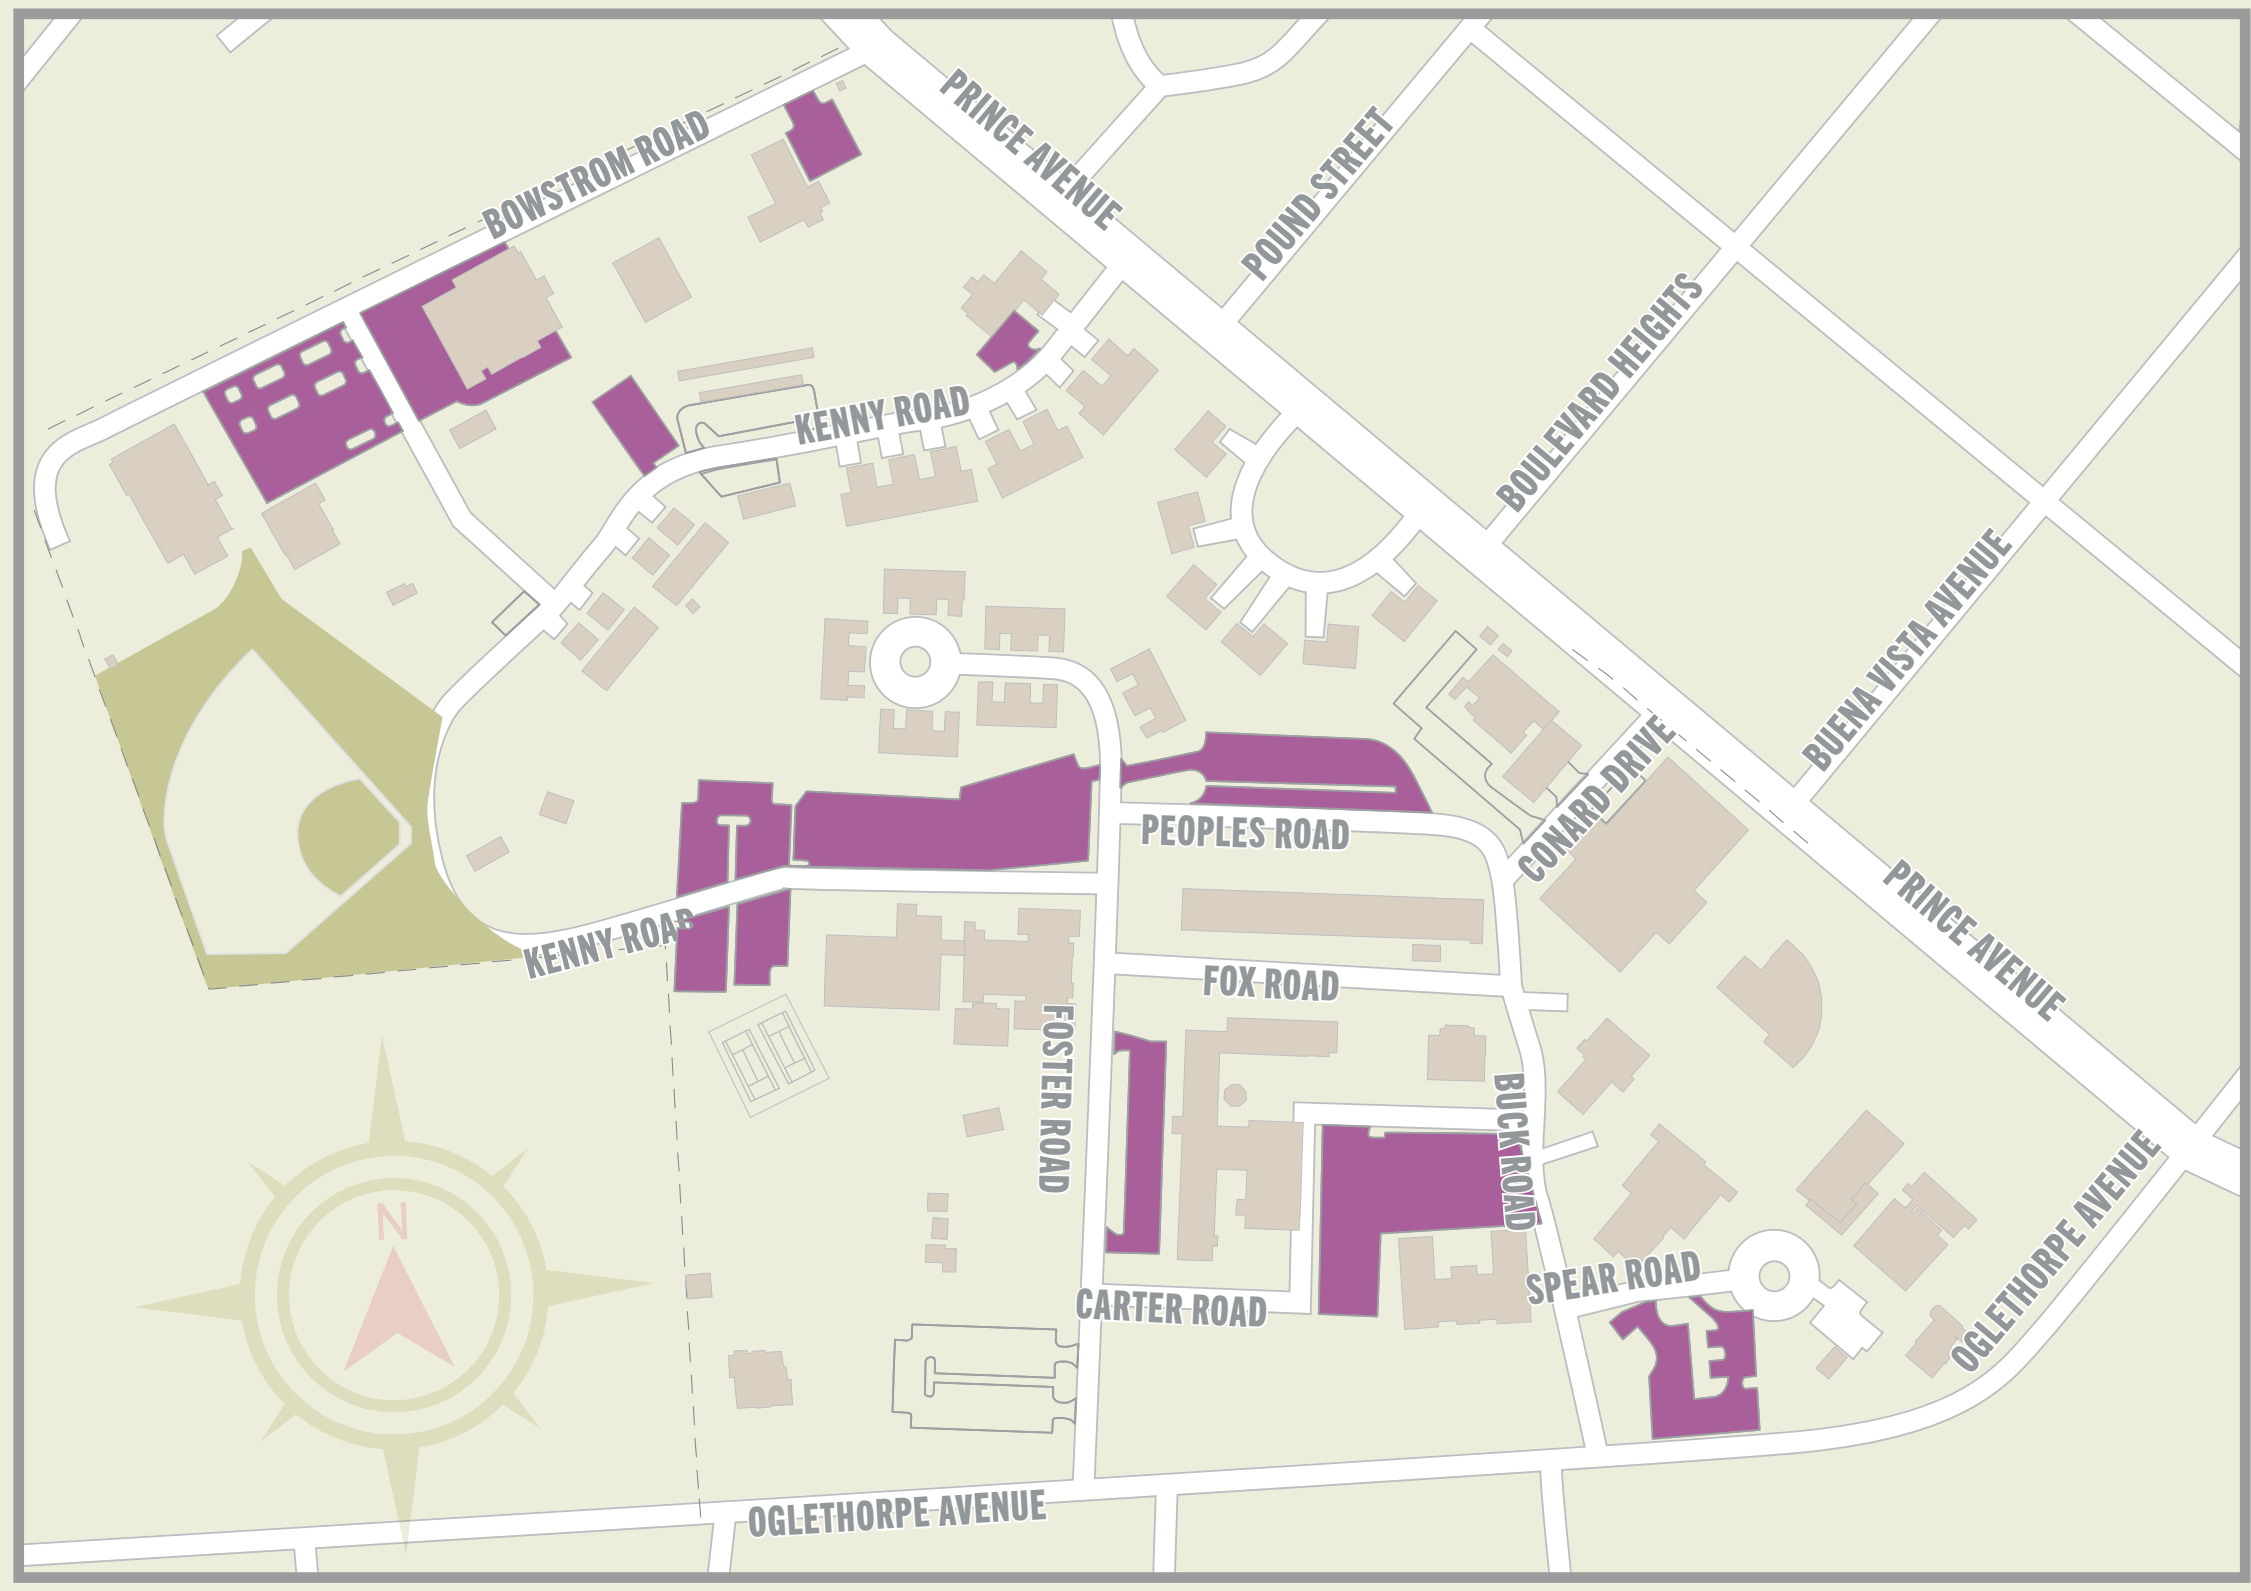 PRINCE AVENUE
BOWSTROM ROAD
POUND STREET
BOULEVARD HEIGHTS
KENNY ROAD
BUENA VISTA AVENUE
CONARD DRIVE
PEOPLES ROAD
PRINCE AVENUE
KENNY ROAD
FOX ROAD
FOSTER ROAD
BUCK ROAD
N
OGLETHORPE AVENUE
SPEAR ROAD
CARTER ROAD
OGLETHORPE AVENUE